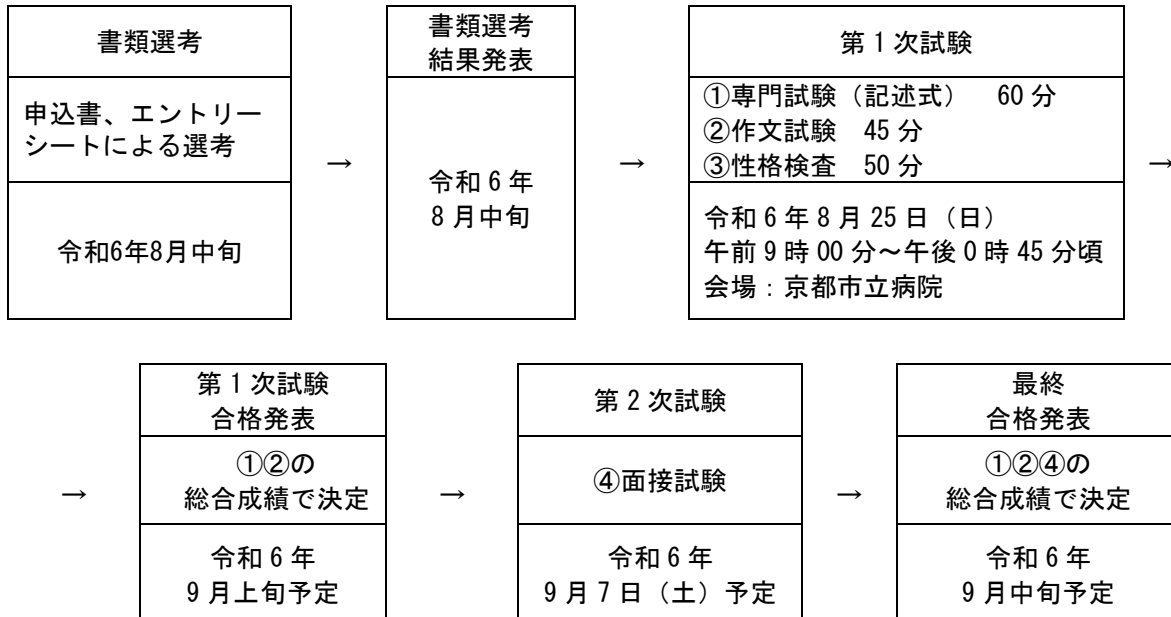 書類選考
申込書、エントリー
シートによる選考
令和6年8月中旬
→
書類選考
結果発表
令和6年
8月中旬
→
第1次試験
①専門試験（記述式）　60分
②作文試験　45分
③性格検査　50分
令和6年8月25日（日）
午前9時00分～午後0時45分頃
会場：京都市立病院
→
→
第1次試験
合格発表
①②の
総合成績で決定
令和6年
9月上旬予定
→
第2次試験
④面接試験
令和6年
9月7日（土）予定
→
最終
合格発表
①②④の
総合成績で決定
令和6年
9月中旬予定